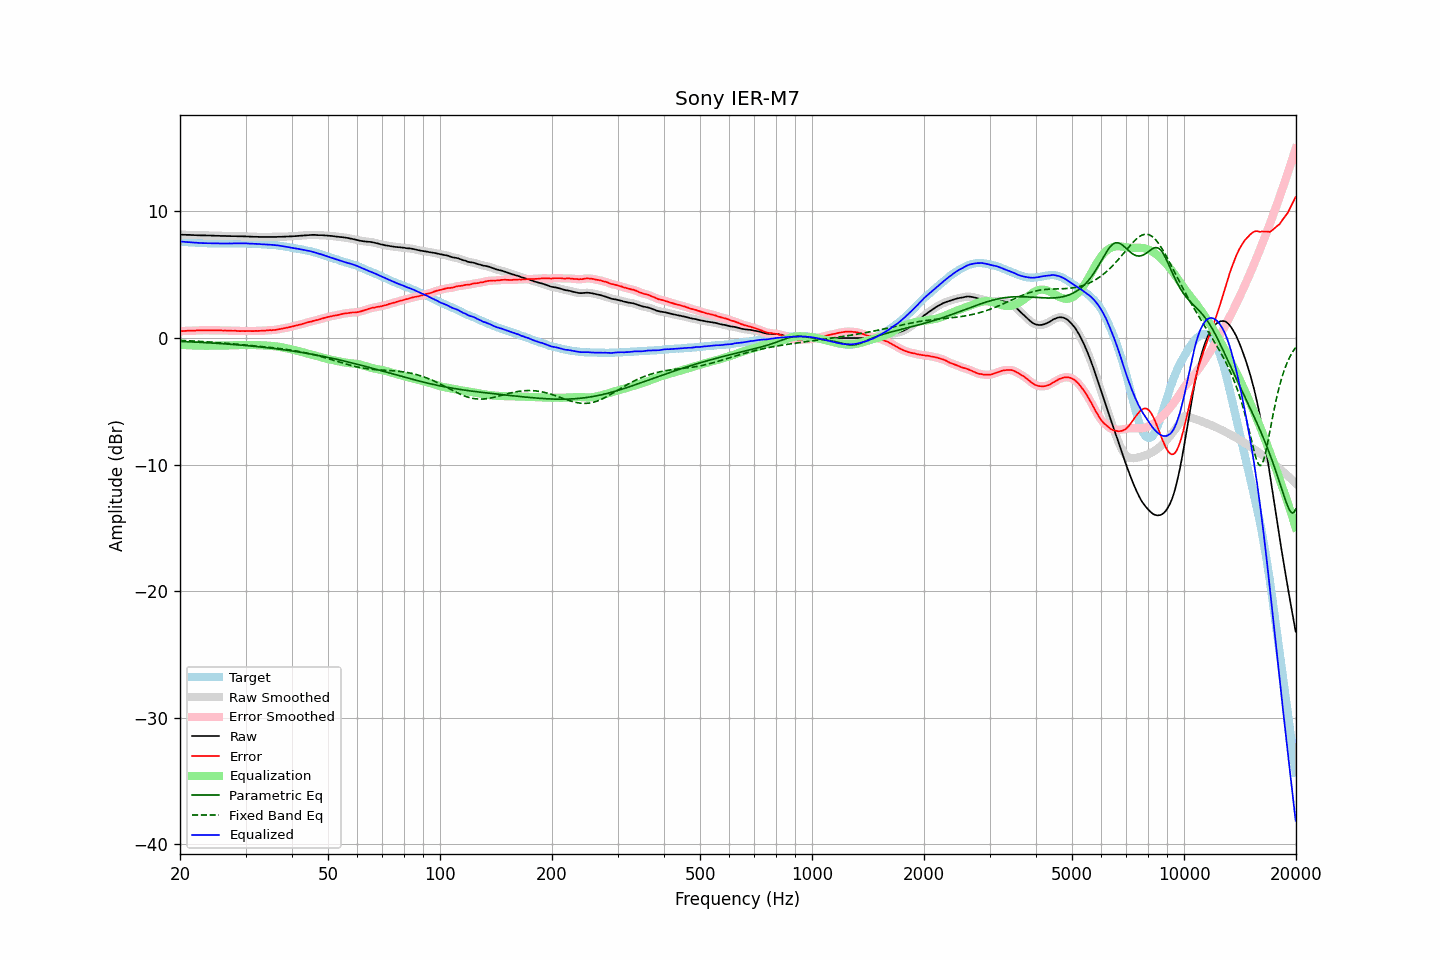 Sony IER-M7
Amplitude (dBr)
10
0
−10
−20
−30
−40
Target
Raw Smoothed
Error Smoothed
Raw
Error
Equalization
Parametric Eq
Fixed Band Eq
Equalized
20 50 100 200 500 1000 2000 5000 10000 20000
Frequency (Hz)